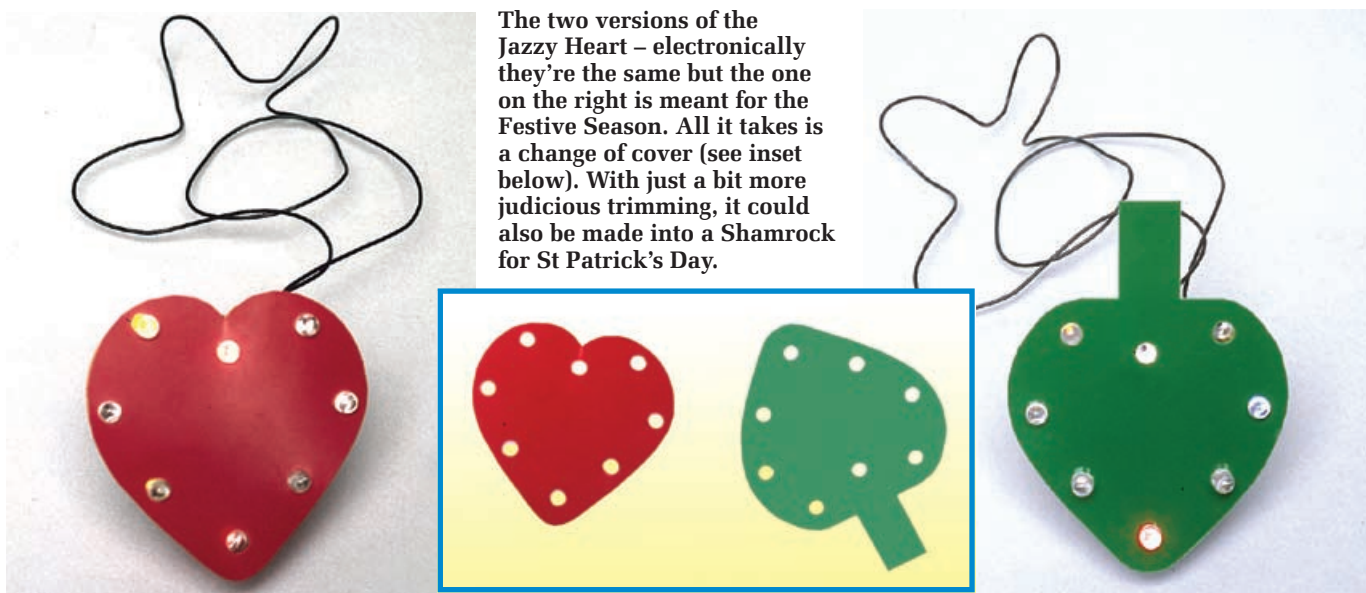 The two versions of the
Jazzy Heart – electronically
they’re the same but the one
on the right is meant for the
Festive Season. All it takes is
a change of cover (see inset
below). With just a bit more
judicious trimming, it could
also be made into a Shamrock
for St Patrick’s Day.